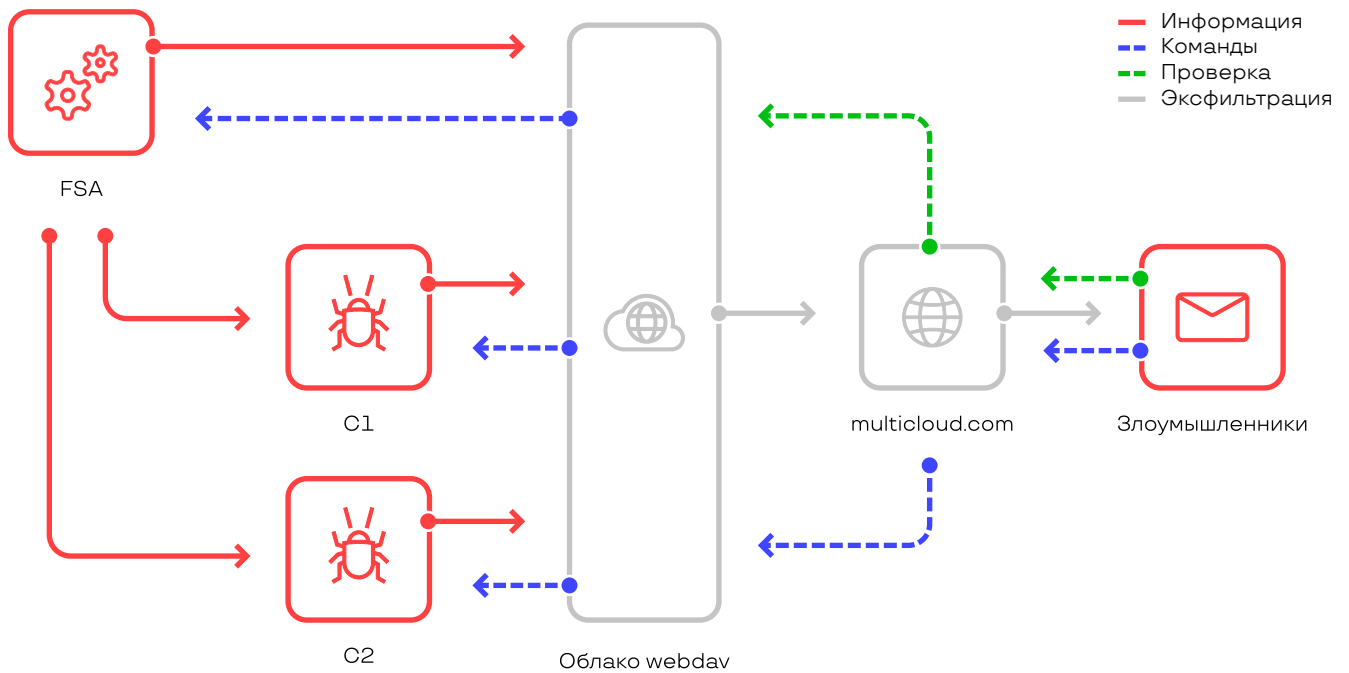 Информация
Команды
Проверка
Эксфильтрация
FSA
C1
multicloud.com
Злоумышленники
C2
Облако webdav